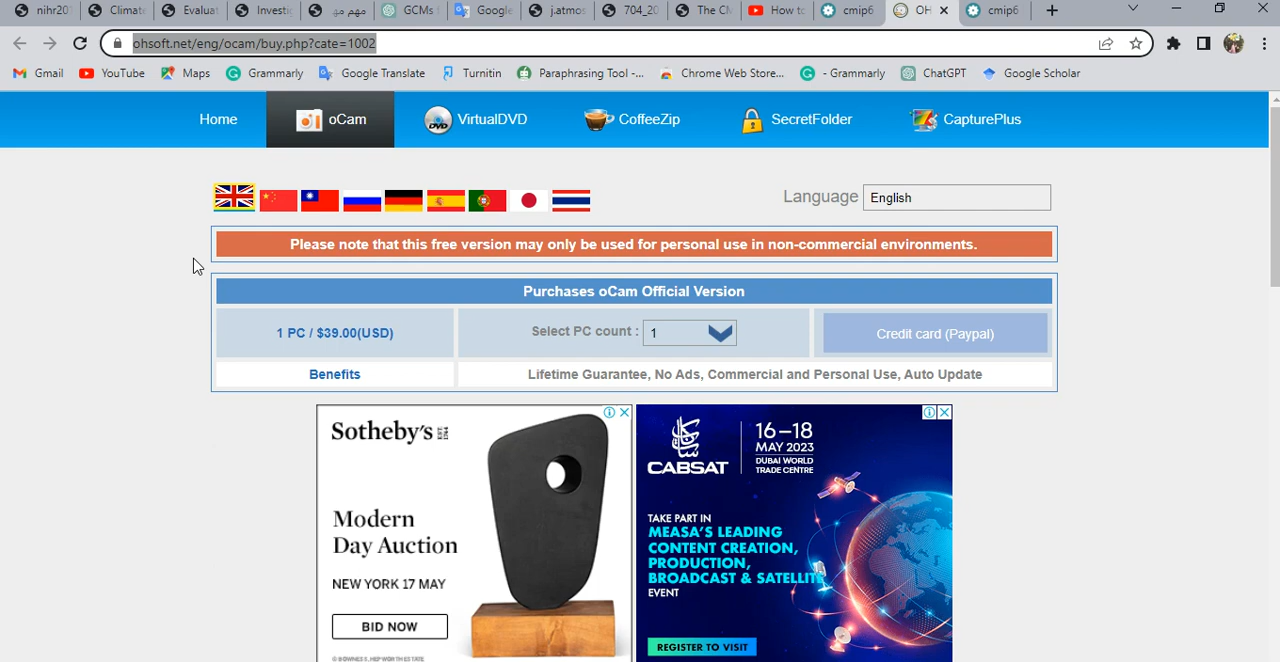 nihr20
Climate
Evaluat
Investi
مهم مه
GCMs
Google
j.atmos
704_20
The CM
How to
cmip6
OH
cmip6
ohsoft.net/eng/ocam/buy.php?cate=1002
Gmail
YouTube
Maps
Grammarly
Google Translate
Turnitin
Paraphrasing Tool -...
Chrome Web Store...
- Grammarly
ChatGPT
Google Scholar
Home
oCam
VirtualDVD
CoffeeZip
SecretFolder
CapturePlus
Language
English
Please note that this free version may only be used for personal use in non-commercial environments.
Purchases oCam Official Version
1 PC / $39.00(USD)
Select PC count :
1
Credit card (Paypal)
Benefits
Lifetime Guarantee, No Ads, Commercial and Personal Use, Auto Update
Sotheby's
Modern
Day Auction
NEW YORK 17 MAY
BID NOW
© BOWNESS, HEPWORTH ESTATE
CABSAT
16–18
MAY 2023
DUBAI WORLD
TRADE CENTRE
TAKE PART IN
MEASA'S LEADING
CONTENT CREATION,
PRODUCTION,
BROADCAST & SATELLITE
EVENT
REGISTER TO VISIT